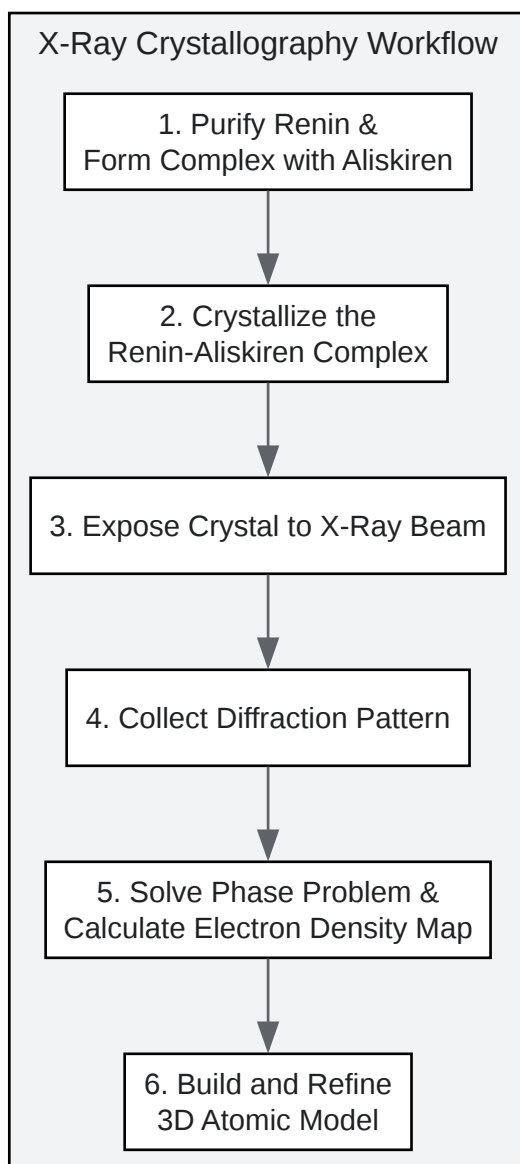 X-Ray Crystallography Workflow
1. Purify Renin &
Form Complex with Aliskiren
2. Crystallize the
Renin-Aliskiren Complex
3. Expose Crystal to X-Ray Beam
4. Collect Diffraction Pattern
5. Solve Phase Problem &
Calculate Electron Density Map
6. Build and Refine
3D Atomic Model